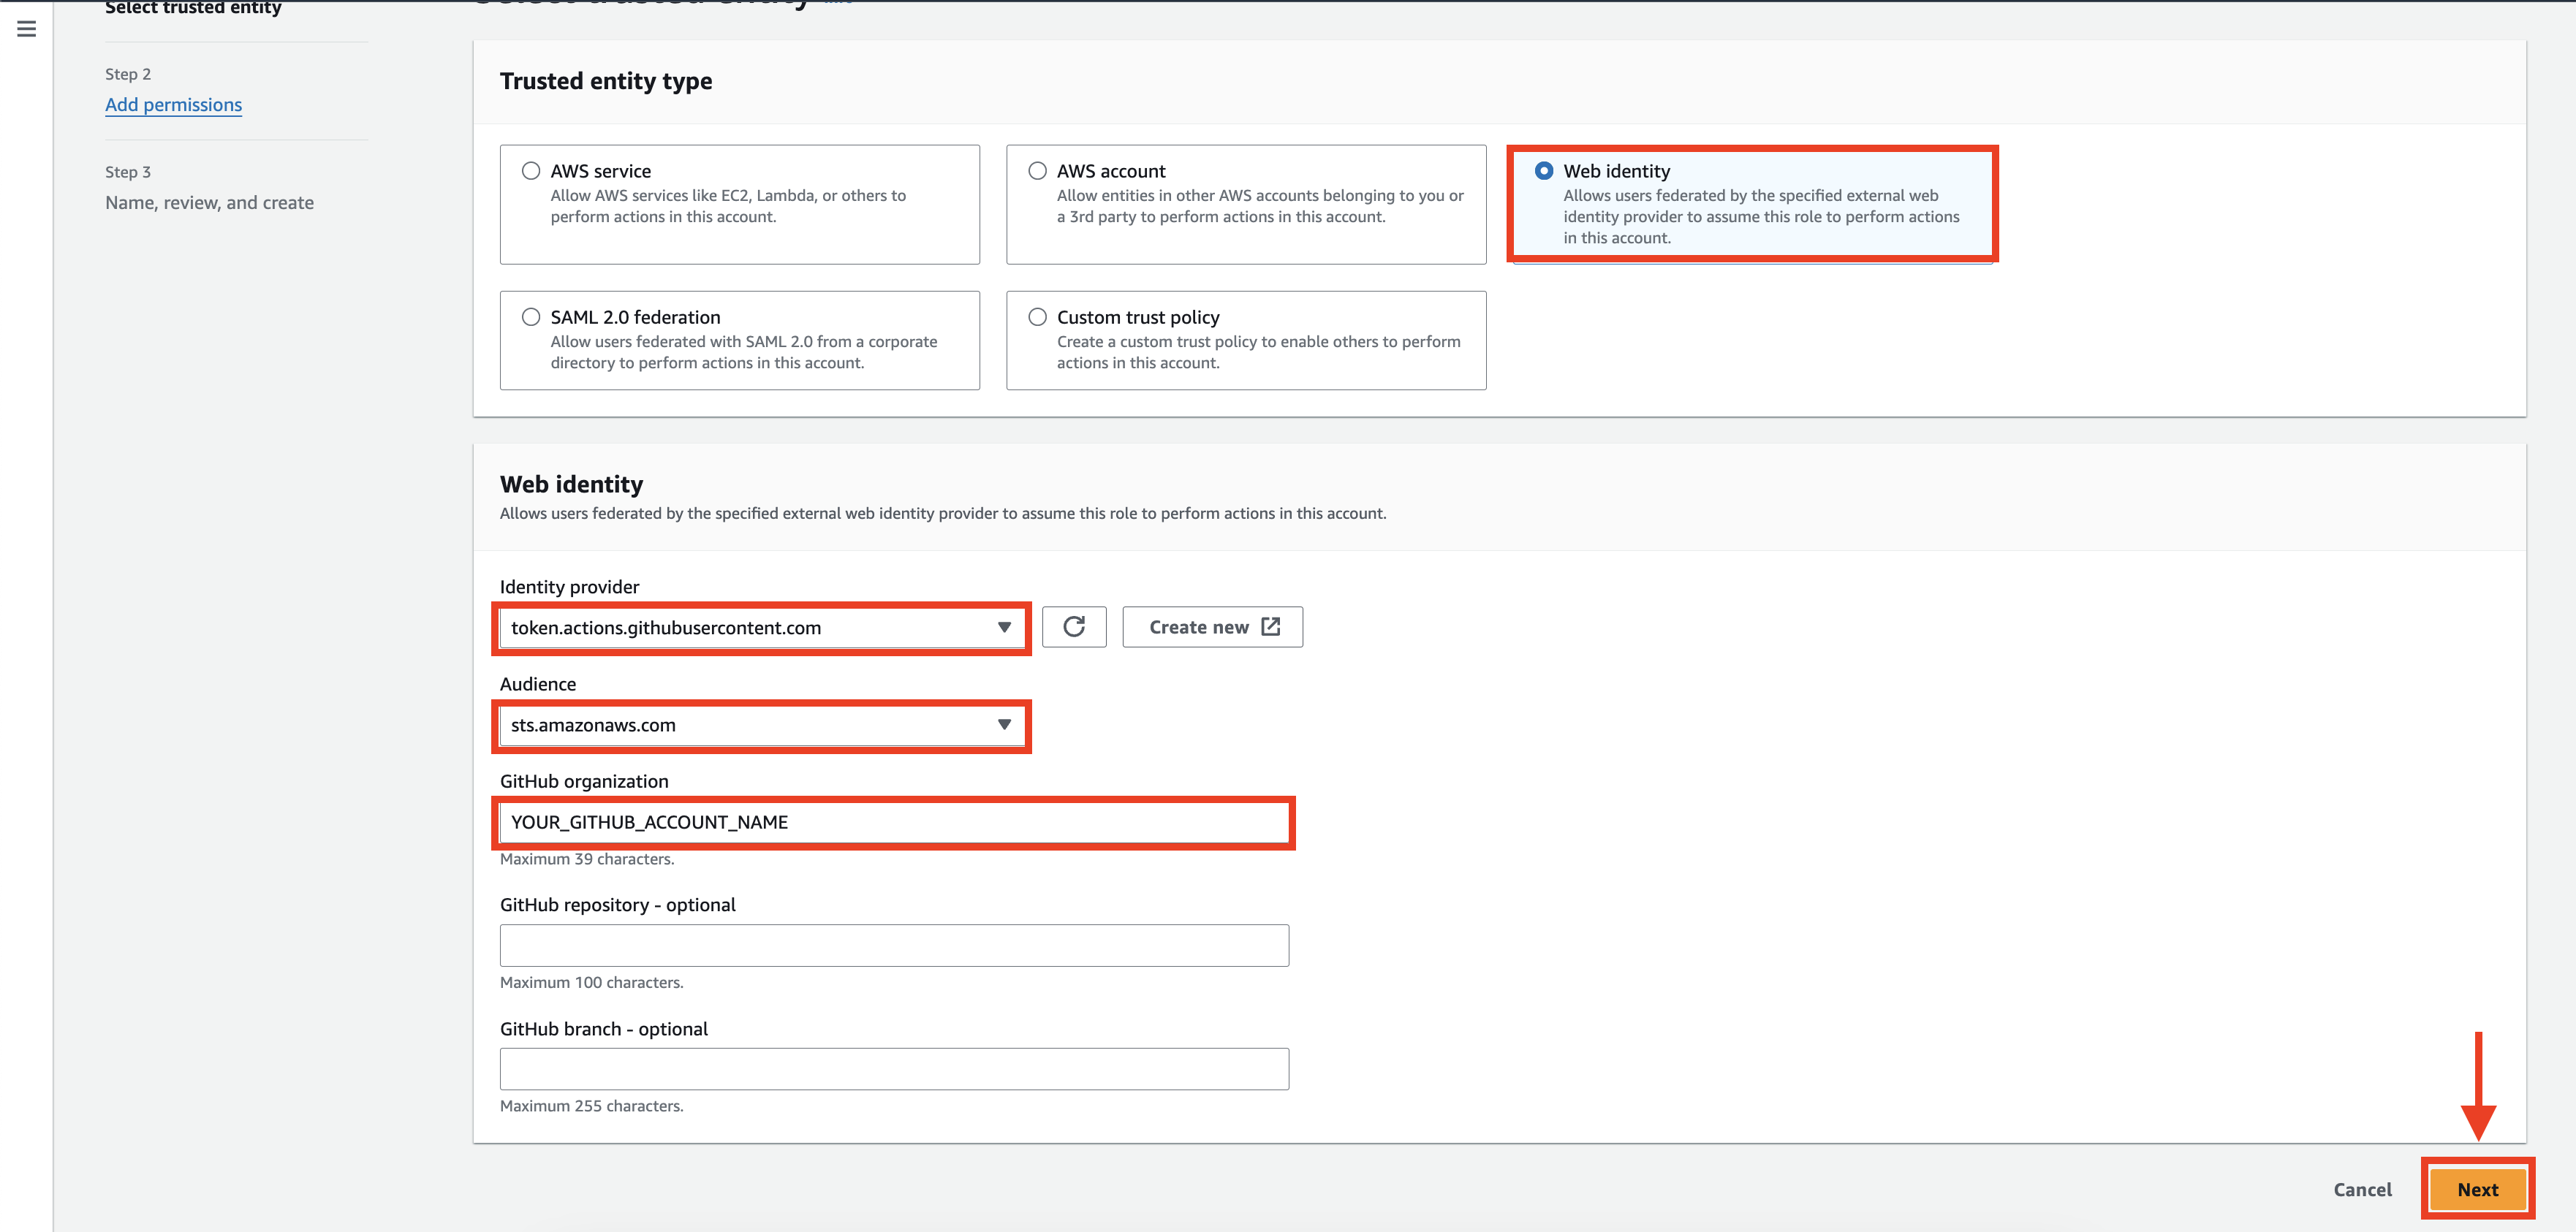 Select trusted entity
Step 2
Add permissions
Step 3
Name, review, and create
Select trusted entity
Trusted entity type
AWS service
Allow AWS services like EC2, Lambda, or others to
perform actions in this account.
AWS account
Allow entities in other AWS accounts belonging to you or
a 3rd party to perform actions in this account.
Web identity
Allows users federated by the specified external web
identity provider to assume this role to perform actions
in this account.
SAML 2.0 federation
Allow users federated with SAML 2.0 from a corporate
directory to perform actions in this account.
Custom trust policy
Create a custom trust policy to enable others to perform
actions in this account.
Web identity
Allows users federated by the specified external web identity provider to assume this role to perform actions in this account.
Identity provider
token.actions.githubusercontent.com
Create new
Audience
sts.amazonaws.com
GitHub organization
YOUR_GITHUB_ACCOUNT_NAME
Maximum 39 characters.
GitHub repository - optional
Maximum 100 characters.
GitHub branch - optional
Maximum 255 characters.
Cancel
Next